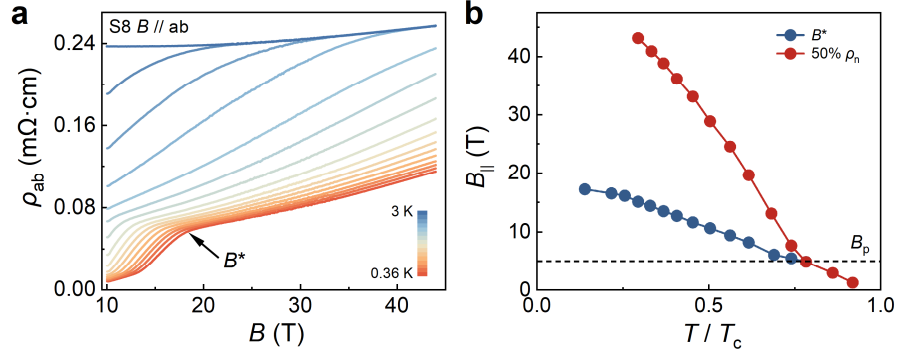 a
S8 B // ab
0.24
0.16
0.08
0.00
ρab (mΩ·cm)
3 K
0.36 K
B*
10
20
30
40
B (T)
b
B*
50% ρn
40
30
20
10
0
B|| (T)
Bp
0.0
0.5
1.0
T / Tc